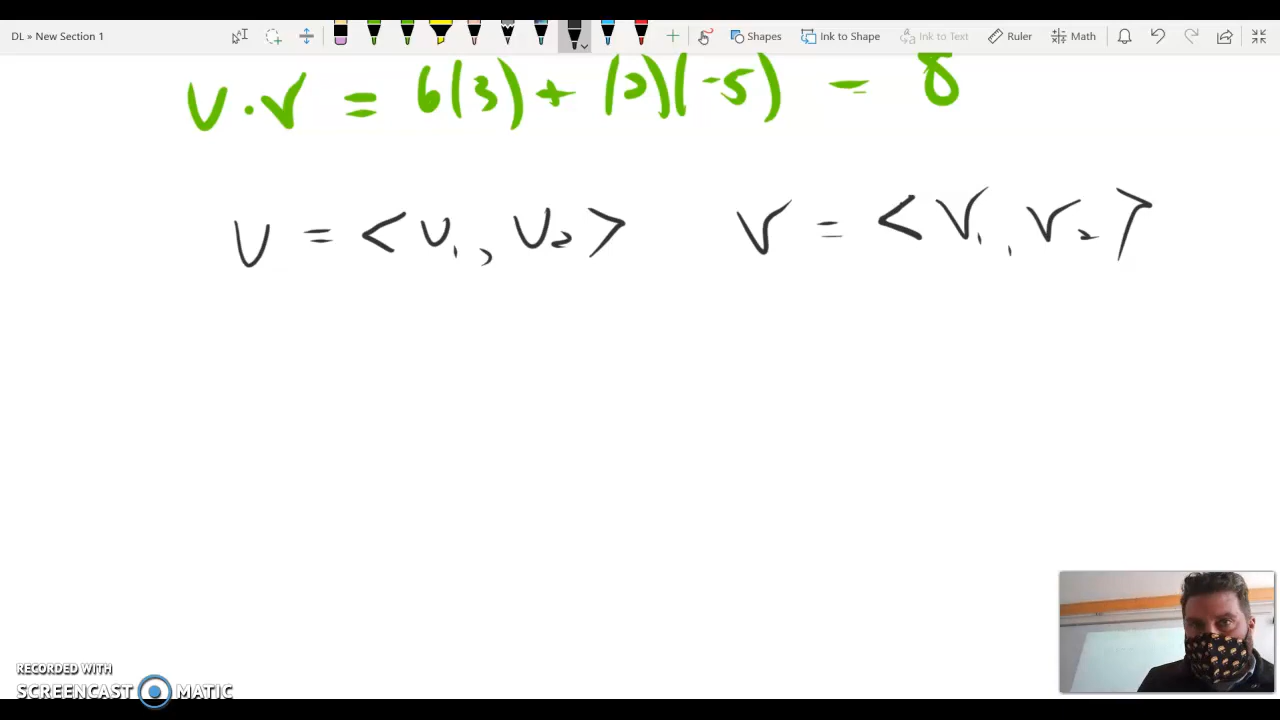 DL » New Section 1 Shapes Ink to Shape Ink to Text Ruler Math
U · V = 6(3) + (2)(-5) = 8
U = <U₁, U₂> V = <V₁, V₂>
RECORDED WITH
SCREENCAST MATIC